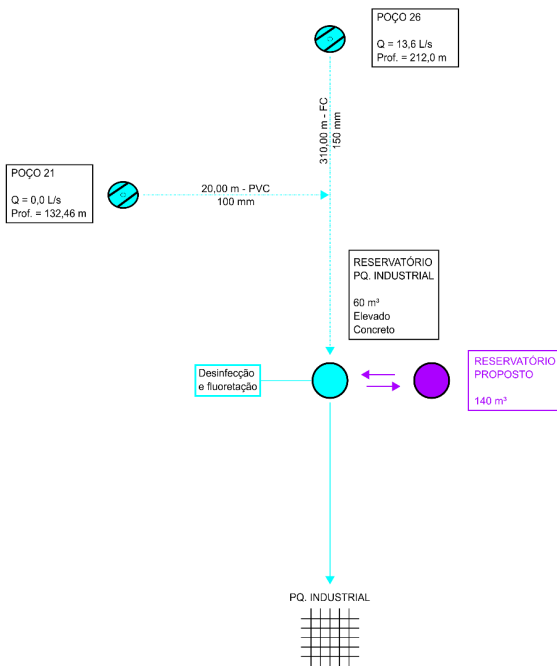 POÇO 26
Q = 13,6 L/s
Prof. = 212,0 m
310,00 m - FC
150 mm
POÇO 21
Q = 0,0 L/s
Prof. = 132,46 m
20,00 m - PVC
100 mm
RESERVATÓRIO
PQ. INDUSTRIAL
60 m³
Elevado
Concreto
Desinfecção
e fluoretação
RESERVATÓRIO
PROPOSTO
140 m³
PQ. INDUSTRIAL